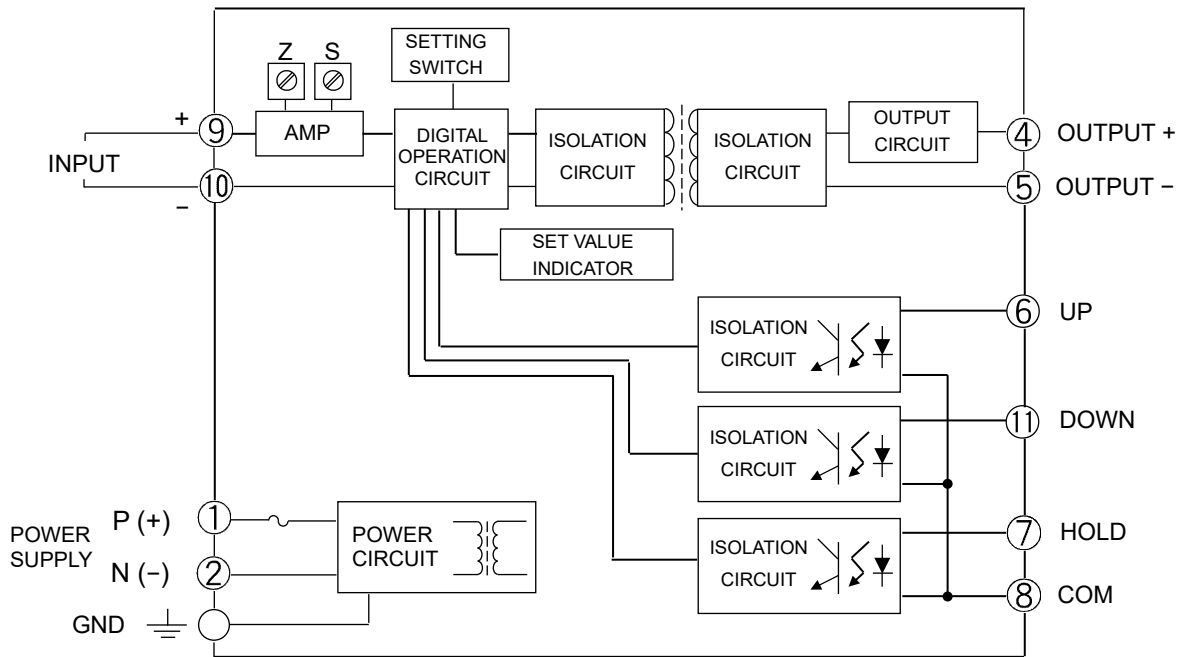 SETTING
SWITCH
Z S
+
9
AMP
DIGITAL
OPERATION
CIRCUIT
ISOLATION
CIRCUIT
ISOLATION
CIRCUIT
OUTPUT
CIRCUIT
4
OUTPUT +
INPUT
10
−
5
OUTPUT −
SET VALUE
INDICATOR
ISOLATION
CIRCUIT
6
UP
ISOLATION
CIRCUIT
11
DOWN
ISOLATION
CIRCUIT
7
HOLD
8
COM
POWER
SUPPLY
P (+)
1
N (−)
2
POWER
CIRCUIT
GND